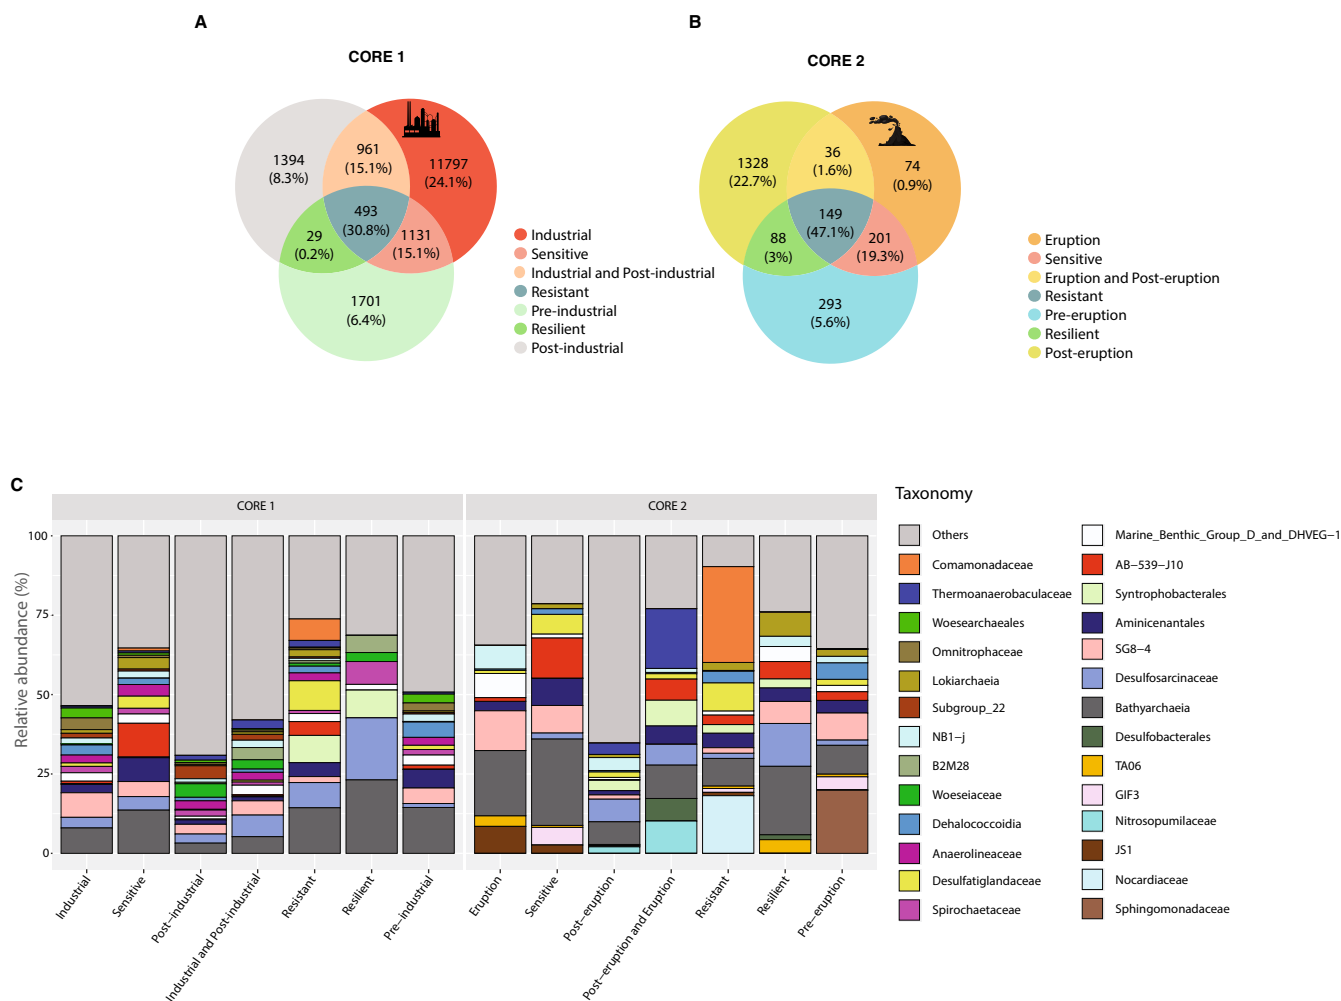 A
CORE 1
1394
(8.3%)
961
(15.1%)
11797
(24.1%)
493
(30.8%)
29
(0.2%)
1131
(15.1%)
1701
(6.4%)
Industrial
Sensitive
Industrial and Post-industrial
Resistant
Pre-industrial
Resilient
Post-industrial
B
CORE 2
1328
(22.7%)
36
(1.6%)
74
(0.9%)
149
(47.1%)
88
(3%)
201
(19.3%)
293
(5.6%)
Eruption
Sensitive
Eruption and Post-eruption
Resistant
Pre-eruption
Resilient
Post-eruption
C
CORE 1
CORE 2
Relative abundance (%)
100
75
50
25
0
Industrial
Sensitive
Post−industrial
Industrial and Post-industrial
Resistant
Resilient
Pre−industrial
Eruption
Sensitive
Post−eruption
Post−eruption and Eruption
Resistant
Resilient
Pre−eruption
Taxonomy
Others
Comamonadaceae
Thermoanaerobaculaceae
Woesearchaeales
Omnitrophaceae
Lokiarchaeia
Subgroup_22
NB1−j
B2M28
Woeseiaceae
Dehalococcoidia
Anaerolineaceae
Desulfatiglandaceae
Spirochaetaceae
Marine_Benthic_Group_D_and_DHVEG−1
AB−539−J10
Syntrophobacterales
Aminicenantales
SG8−4
Desulfosarcinaceae
Bathyarchaeia
Desulfobacterales
TA06
GIF3
Nitrosopumilaceae
JS1
Nocardiaceae
Sphingomonadaceae